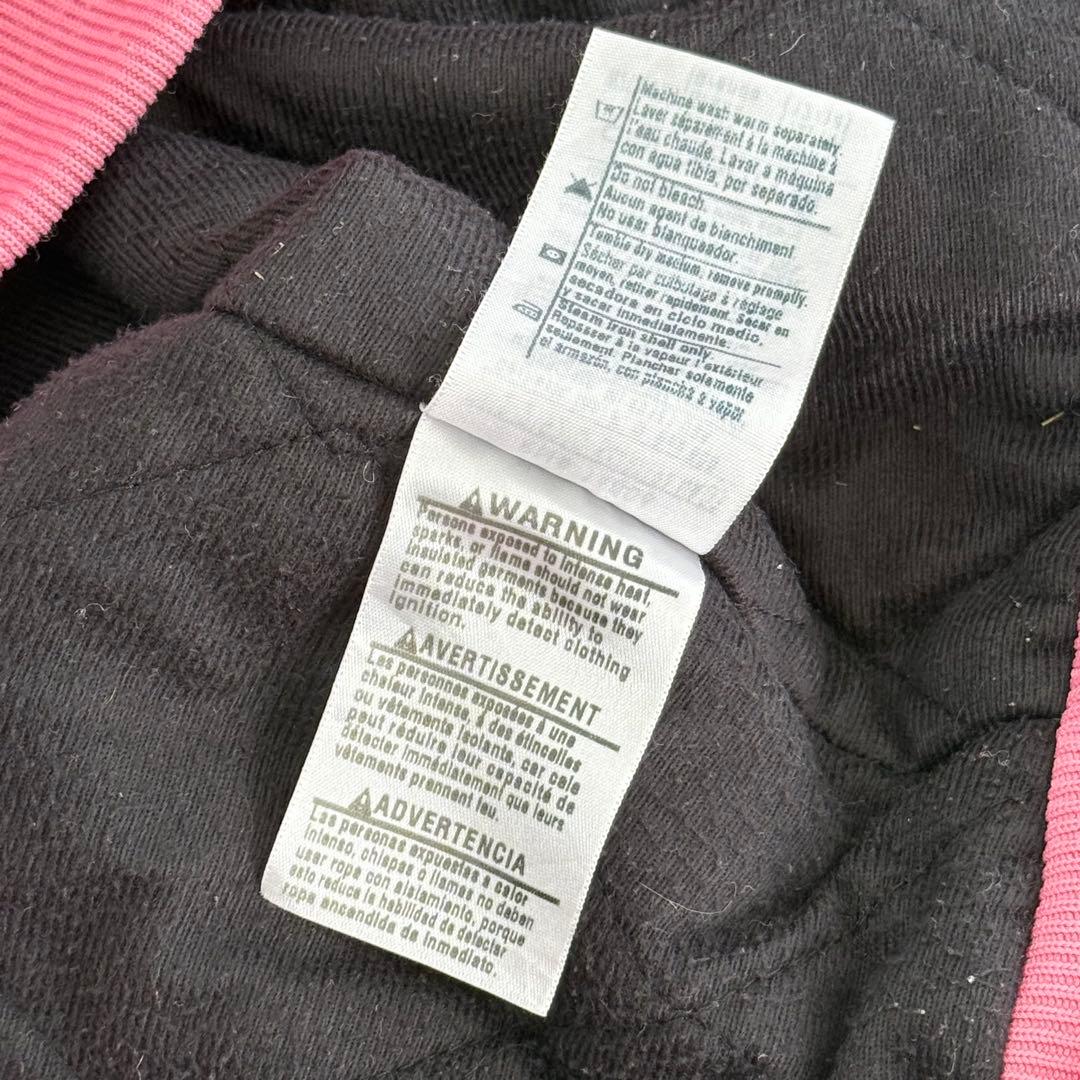 Machine wash warm separately.
Laver séparement à la machine à
l'eau chaude. Lavar a máquina
con agua tibia, por separado.
Do not bleach.
Aucun agent de blanchiment
No usar blanqueador
Tumble dry medium, remove promptly.
Sécher par culbutage à réglage
moyen, retirer rapidement. Secar en
secadora en ciclo medio,
y sacar inmediatamente.
Steam iron shell only.
Repasser à la vapeur l'extérieur
seulement. Planchar solamente
el armazón, con plancha a vapor.
WARNING
Persons exposed to intense heat,
sparks, or flame should not wear
insulated garments because they
can reduce the ability to
immediately detect clothing
ignition.
AVERTISSEMENT
Les personnes exposées à une
chaleur intense, à des étincelles
ou vêtements isolants, car cela
peut réduire leur capacité de
détecter immédiatement que leurs
vêtements prennent feu.
ADVERTENCIA
Las personas expuestas a calor
intenso, chispas o llamas no deben
usar ropa con aislamiento, porque
esto reduce la habilidad de detectar
ropa encendida de inmediato.